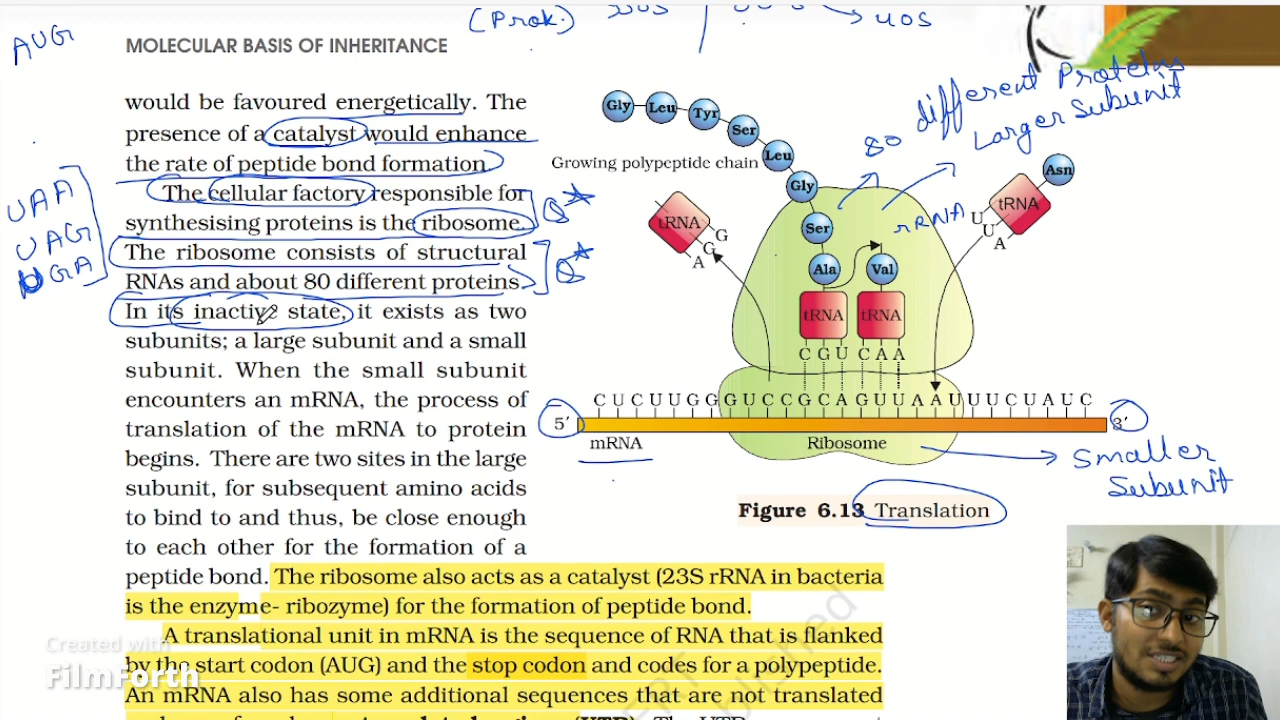 (Prok.)
40S
AUG
MOLECULAR BASIS OF INHERITANCE
would be favoured energetically. The
presence of a catalyst would enhance
the rate of peptide bond formation.
The cellular factory responsible for
synthesising proteins is the ribosome.
The ribosome consists of structural
RNAs and about 80 different proteins.
In its inactive state, it exists as two
subunits; a large subunit and a small
subunit. When the small subunit
encounters an mRNA, the process of
translation of the mRNA to protein
begins. There are two sites in the large
subunit, for subsequent amino acids
to bind to and thus, be close enough
to each other for the formation of a
peptide bond. The ribosome also acts as a catalyst (23S rRNA in bacteria
is the enzyme- ribozyme) for the formation of peptide bond.
A translational unit in mRNA is the sequence of RNA that is flanked
by the start codon (AUG) and the stop codon and codes for a polypeptide.
An mRNA also has some additional sequences that are not translated
UAA
UAG
UGA
Q*
Q*
Gly Leu Tyr Ser Leu Gly Ser Ala Val
Growing polypeptide chain
80 different Proteins
Larger Subunit
rRNA
Asn
tRNA
U U A
tRNA
A G G
tRNA tRNA
C G U C A A
C U C U U G G G U C C G C A G U U A A U U U C U A U C
5' 3'
mRNA Ribosome
Smaller
Subunit
Figure 6.13 Translation
Created with
FilmForth